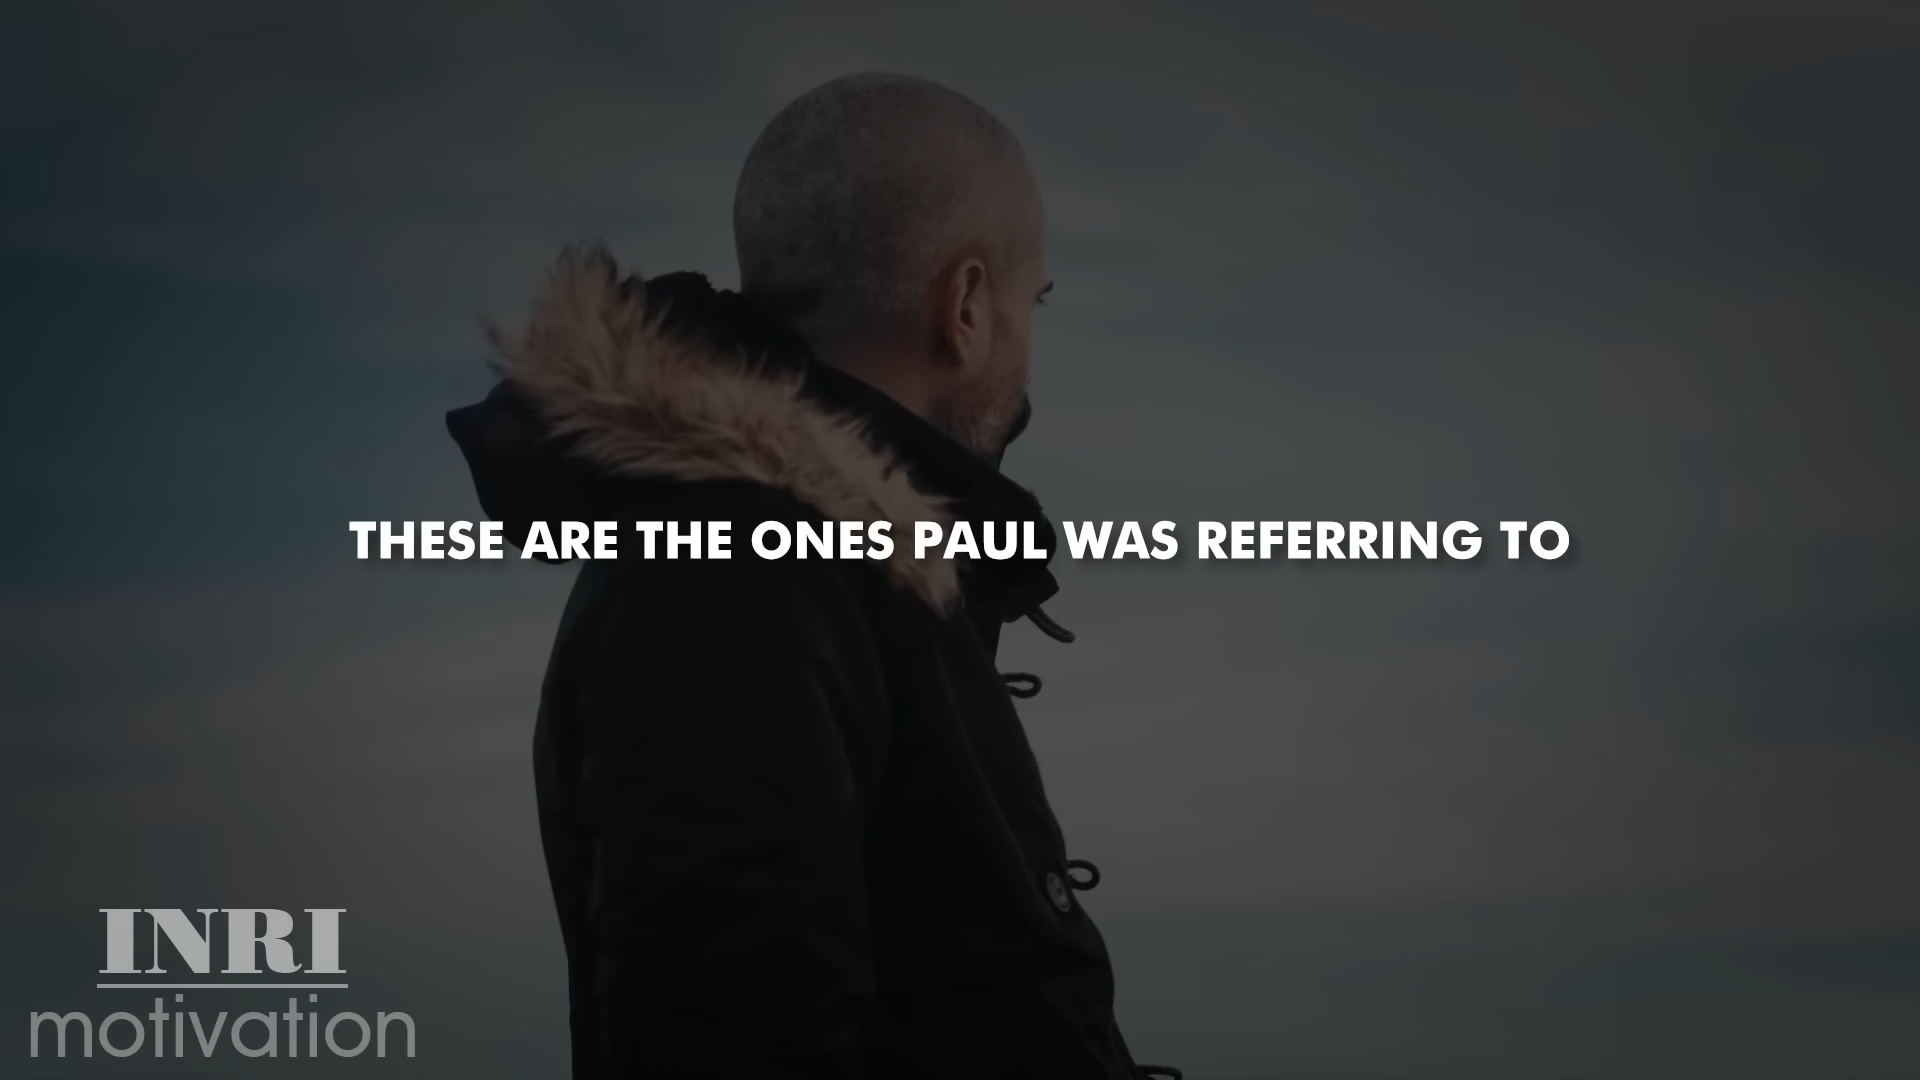 THESE ARE THE ONES PAUL WAS REFERRING TO
INRI
motivation